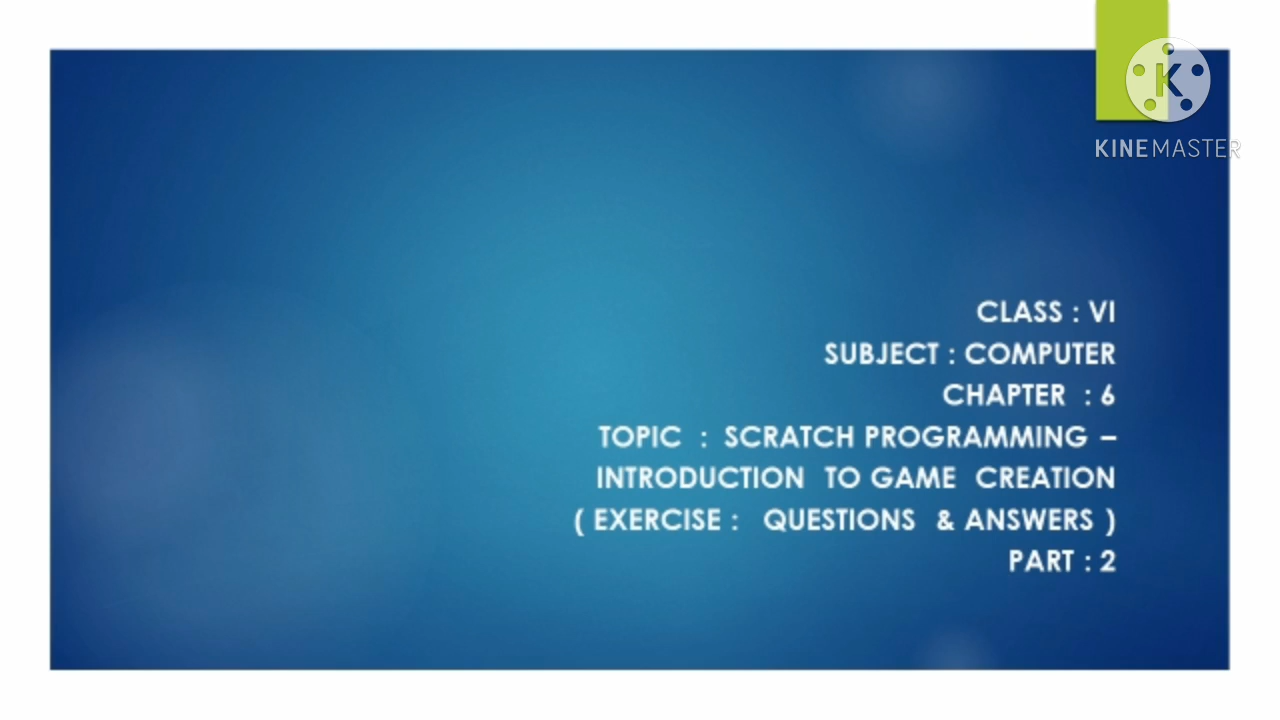 K
KINEMASTER
CLASS : VI
SUBJECT : COMPUTER
CHAPTER : 6
TOPIC : SCRATCH PROGRAMMING –
INTRODUCTION TO GAME CREATION
( EXERCISE : QUESTIONS & ANSWERS )
PART : 2